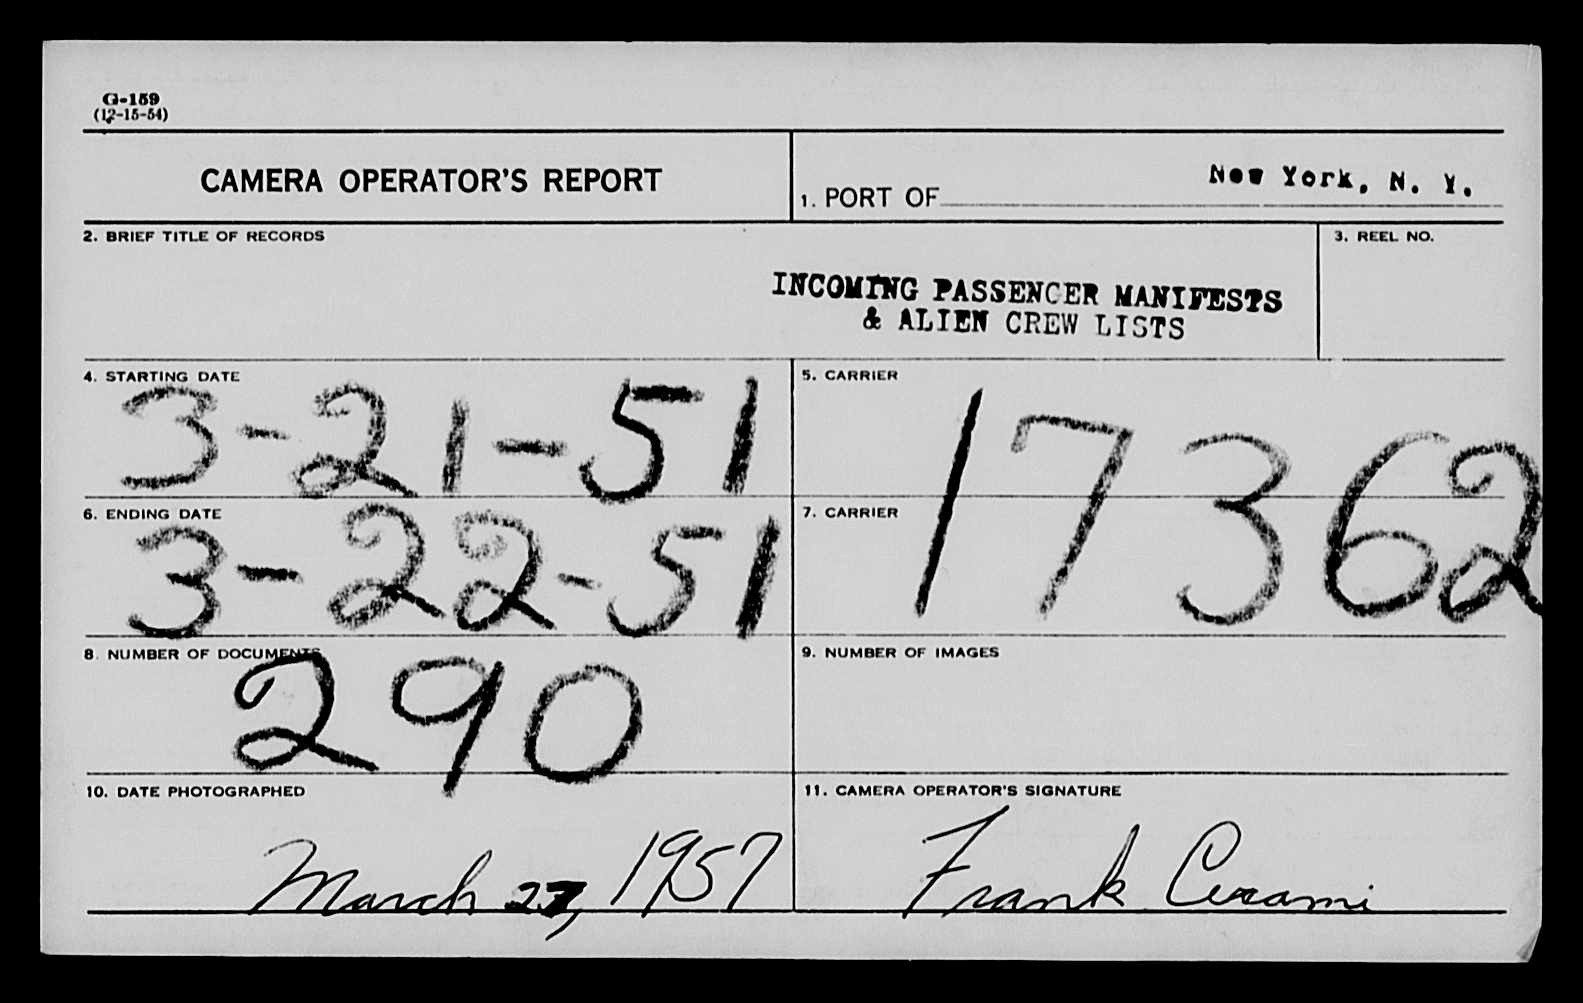 G-159
(12-15-54)
CAMERA OPERATOR'S REPORT
1. PORT OF New York, N. Y.
2. BRIEF TITLE OF RECORDS
3. REEL NO.
INCOMING PASSENGER MANIFESTS
& ALIEN CREW LISTS
4. STARTING DATE
3-21-51
5. CARRIER
17362
6. ENDING DATE
3-22-51
7. CARRIER
8. NUMBER OF DOCUMENTS
290
9. NUMBER OF IMAGES
10. DATE PHOTOGRAPHED
March 27, 1957
11. CAMERA OPERATOR'S SIGNATURE
Frank Cerami